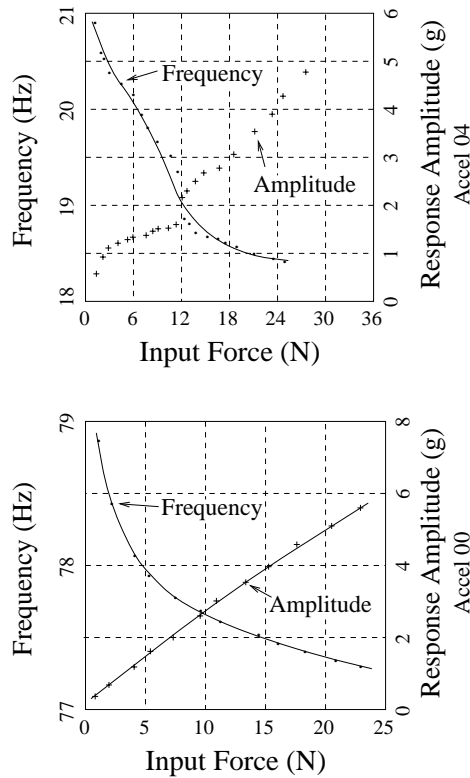 21
20
19
18
Frequency (Hz)
Frequency
Amplitude
6
5
4
3
2
1
0
Response Amplitude (g)
Accel 04
0 6 12 18 24 30 36
Input Force (N)
79
78
77
Frequency (Hz)
Frequency
Amplitude
8
6
4
2
0
Response Amplitude (g)
Accel 00
0 5 10 15 20 25
Input Force (N)